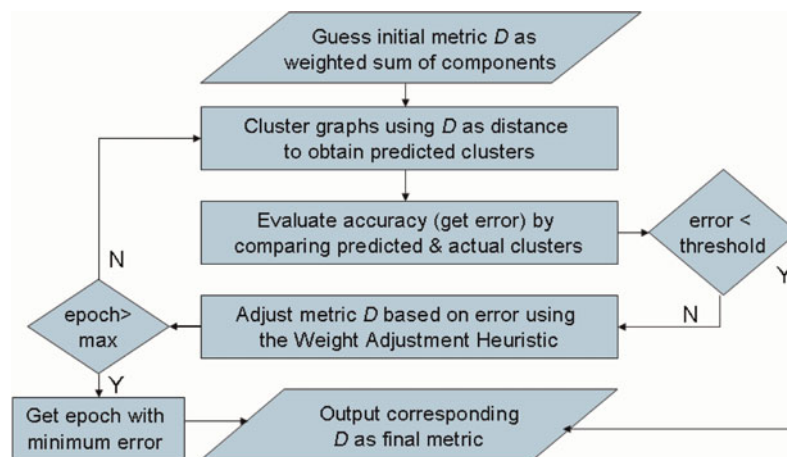 Guess initial metric D as
weighted sum of components
Cluster graphs using D as distance
to obtain predicted clusters
Evaluate accuracy (get error) by
comparing predicted & actual clusters
error <
threshold
Y
N
Adjust metric D based on error using
the Weight Adjustment Heuristic
N
epoch>
max
Y
Get epoch with
minimum error
Output corresponding
D as final metric